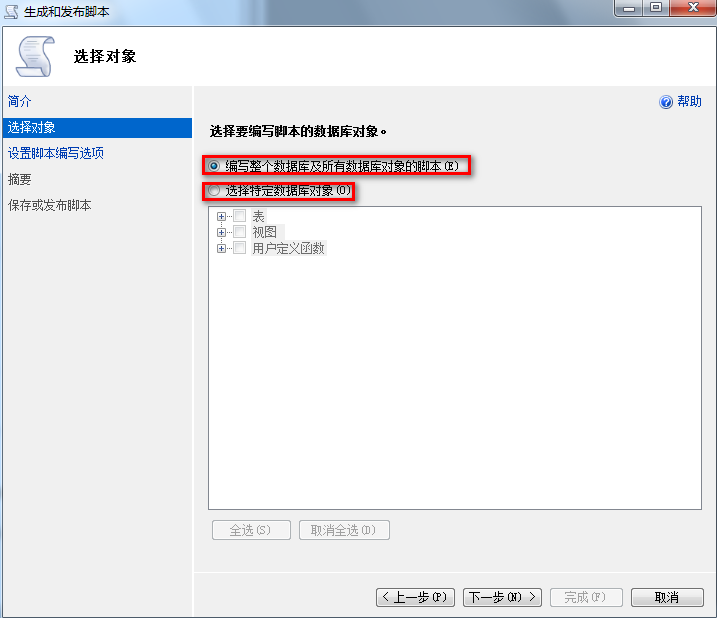 生成和发布脚本
选择对象
简介
选择对象
设置脚本编写选项
摘要
保存或发布脚本
帮助
选择要编写脚本的数据库对象。
编写整个数据库及所有数据库对象的脚本(E)
选择特定数据库对象(O)
表
视图
用户定义函数
全选(S)
取消全选(D)
< 上一步(P)
下一步(N) >
完成(F)
取消